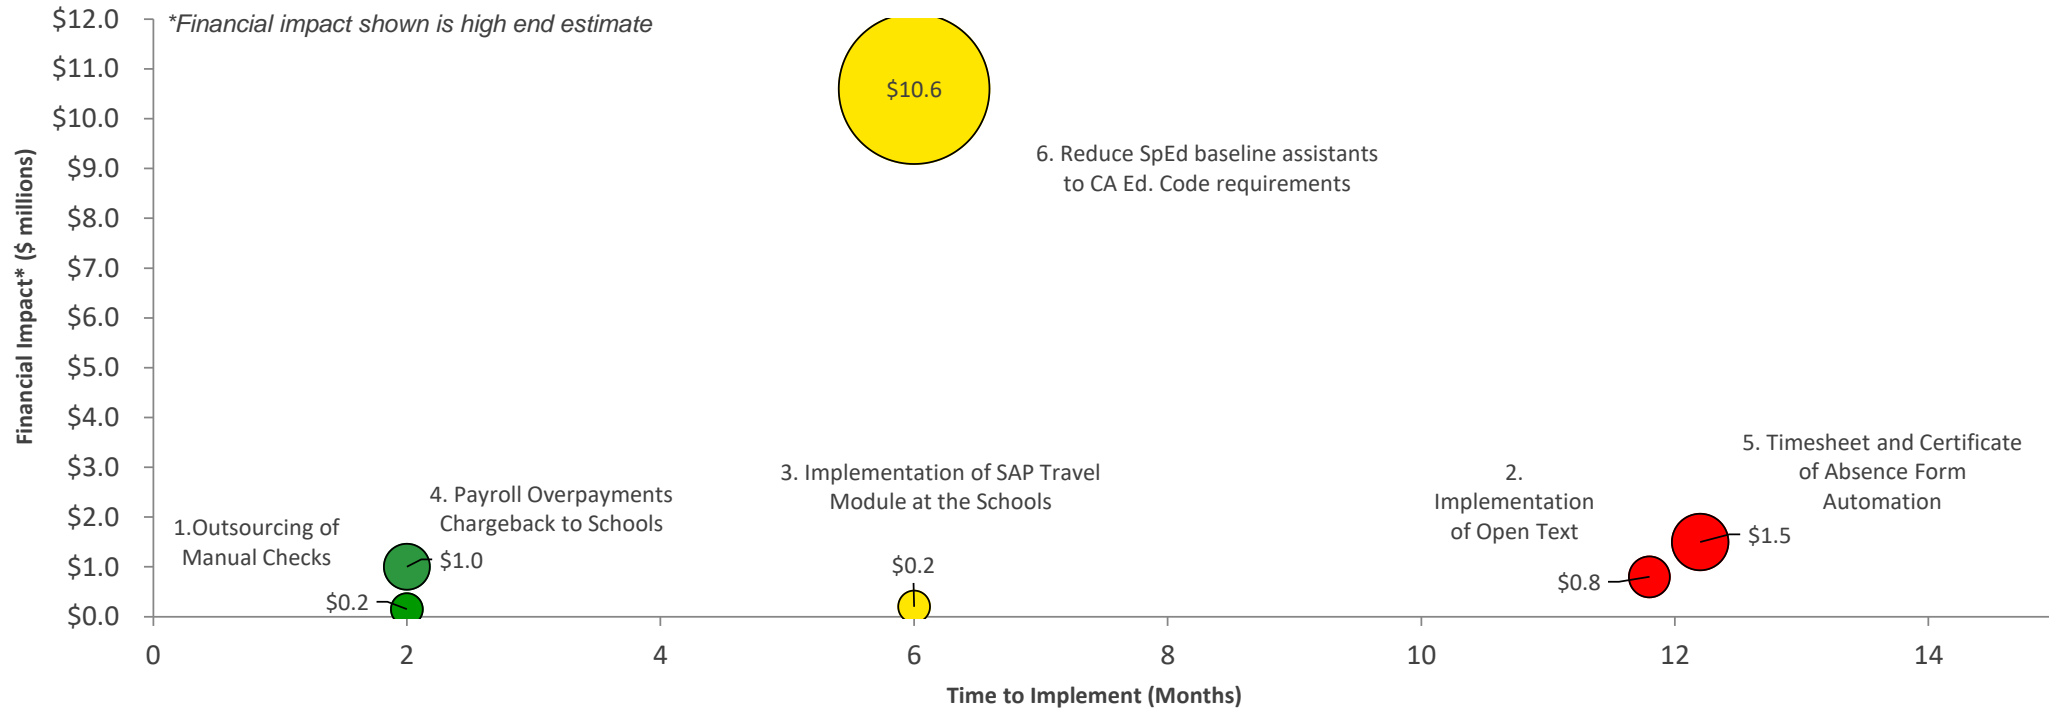 *Financial impact shown is high end estimate
Financial Impact* ($ millions)
$12.0
$11.0
$10.0
$9.0
$8.0
$7.0
$6.0
$5.0
$4.0
$3.0
$2.0
$1.0
$0.0
$10.6
6. Reduce SpEd baseline assistants
to CA Ed. Code requirements
1.Outsourcing of
Manual Checks
$0.2
4. Payroll Overpayments
Chargeback to Schools
$1.0
3. Implementation of SAP Travel
Module at the Schools
$0.2
2.
Implementation
of Open Text
$0.8
5. Timesheet and Certificate
of Absence Form
Automation
$1.5
0
2
4
6
8
10
12
14
Time to Implement (Months)